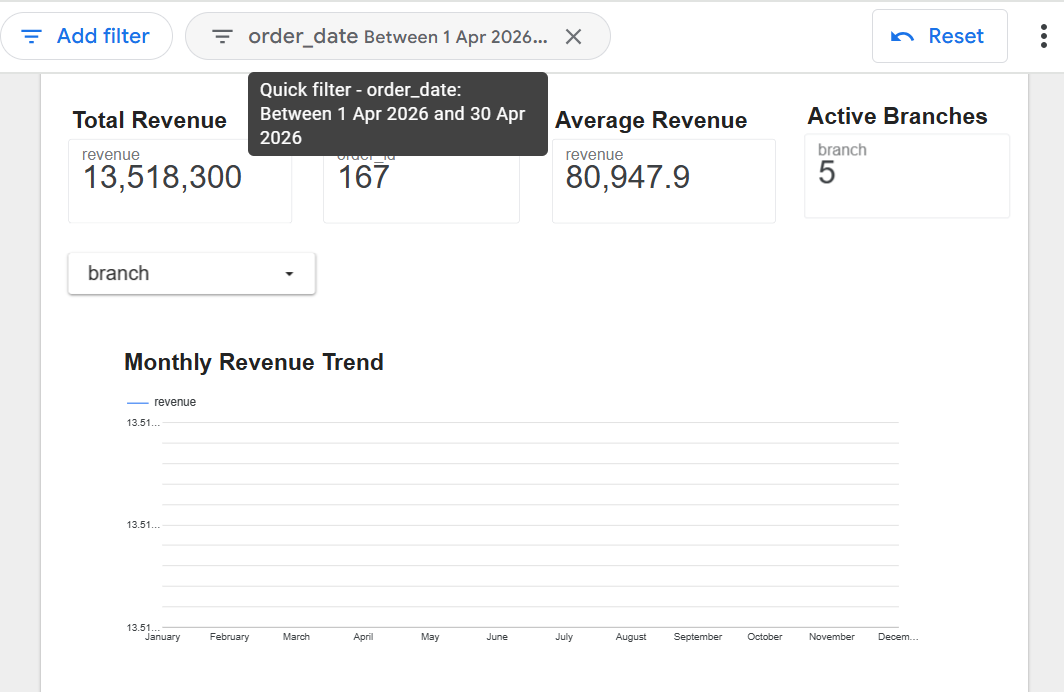 Add filter
order_date Between 1 Apr 2026...
Reset
Quick filter - order_date:
Between 1 Apr 2026 and 30 Apr
2026
Total Revenue
Average Revenue
Active Branches
revenue
13,518,300
order_id
167
revenue
80,947.9
branch
5
branch
Monthly Revenue Trend
revenue
13.51...
13.51...
13.51...
January February March April May June July August September October November Decem...